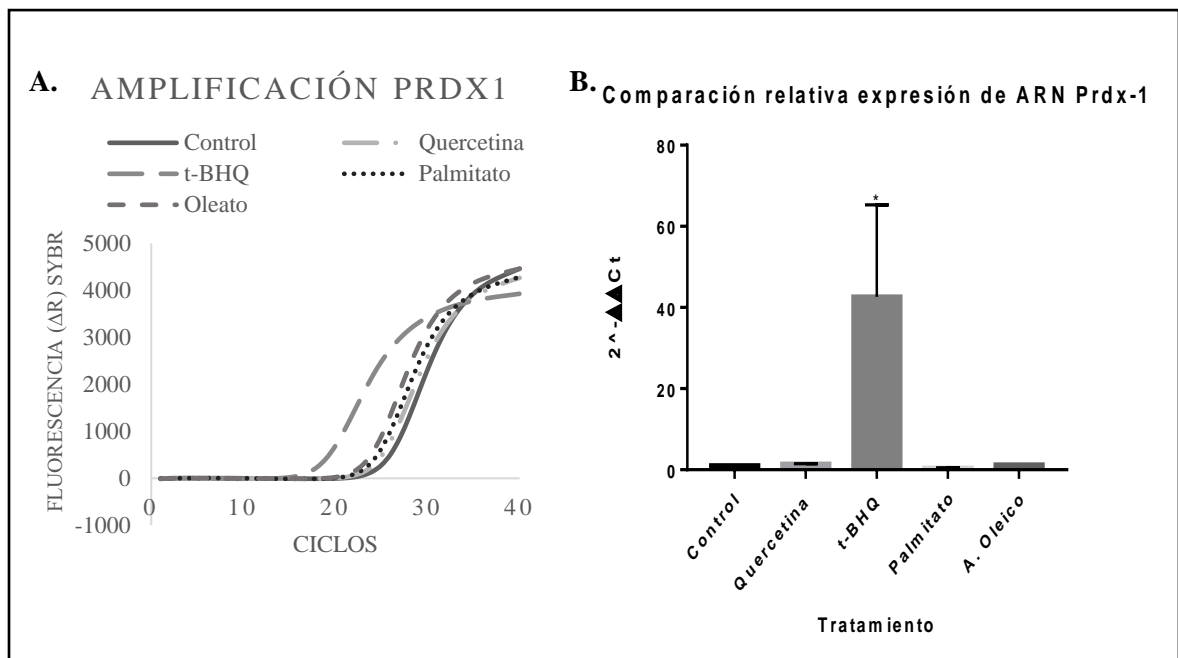 A. AMPLIFICACIÓN PRDX1
Control
Quercetina
t-BHQ
Palmitato
Oleato
FLUORESCENCIA (ΔR) SYBR
5000
4000
3000
2000
1000
0
-1000
0 10 20 30 40
CICLOS
B. Comparación relativa expresión de ARN Prdx-1
2^-▲▲Ct
80
60
40
20
0
*
Control
Quercetina
t-BHQ
Palmitato
A. Oleico
Tratamiento